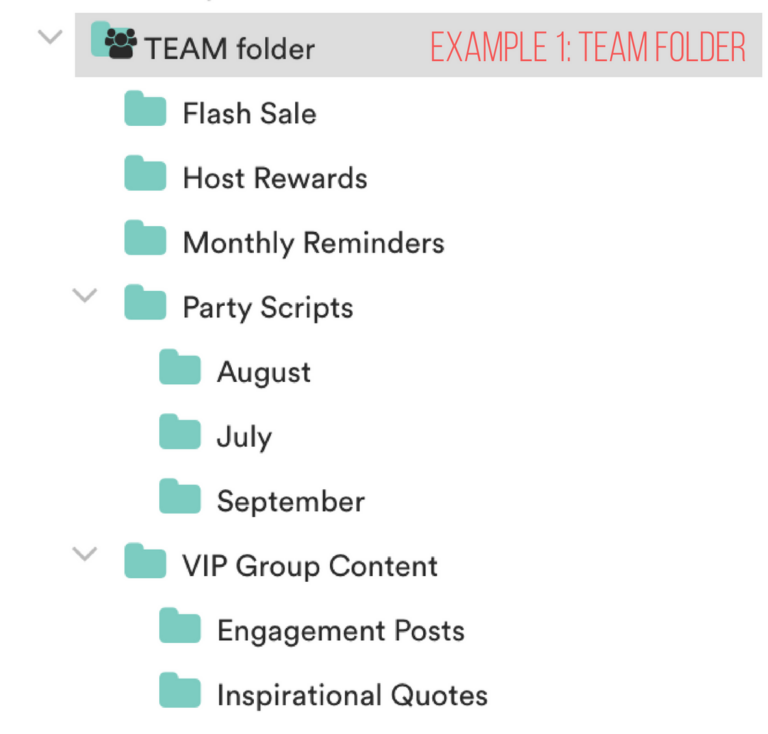 TEAM folder EXAMPLE 1: TEAM FOLDER
Flash Sale
Host Rewards
Monthly Reminders
Party Scripts
August
July
September
VIP Group Content
Engagement Posts
Inspirational Quotes